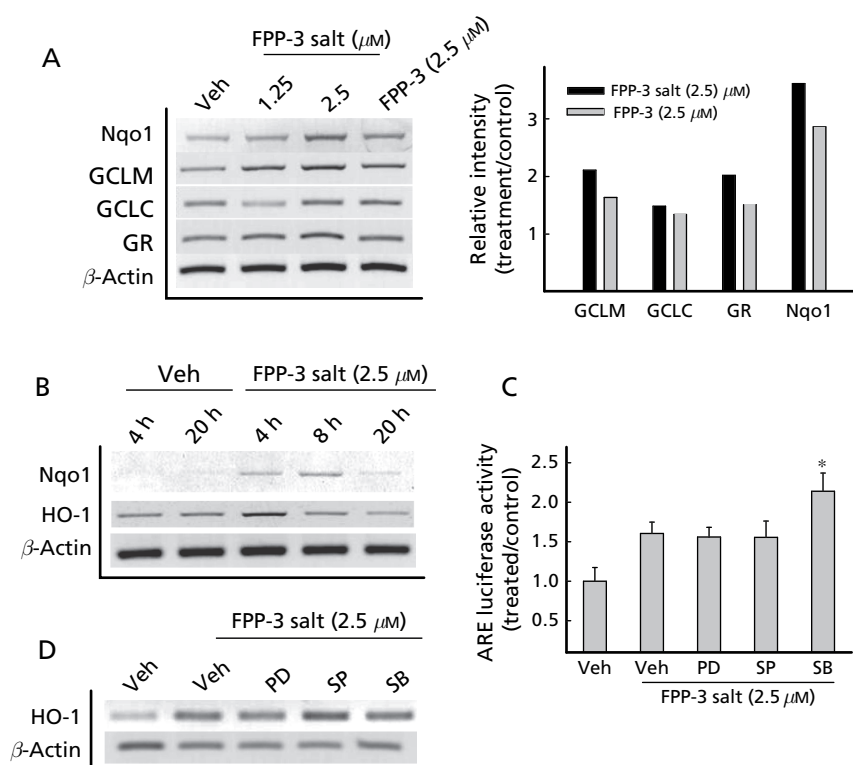 A
FPP-3 salt (μM)
Veh
1.25
2.5
FPP-3 (2.5 μM)
Nqo1
GCLM
GCLC
GR
β-Actin
FPP-3 salt (2.5) μM)
FPP-3 (2.5 μM)
Relative intensity
(treatment/control)
3
2
1
GCLM GCLC GR Nqo1
B
Veh FPP-3 salt (2.5 μM)
4 h 20 h 4 h 8 h 20 h
Nqo1
HO-1
β-Actin
C
ARE luciferase activity
(treated/control)
2.5
2.0
1.5
1.0
0.5
*
Veh Veh PD SP SB
FPP-3 salt (2.5 μM)
D
FPP-3 salt (2.5 μM)
Veh Veh PD SP SB
HO-1
β-Actin